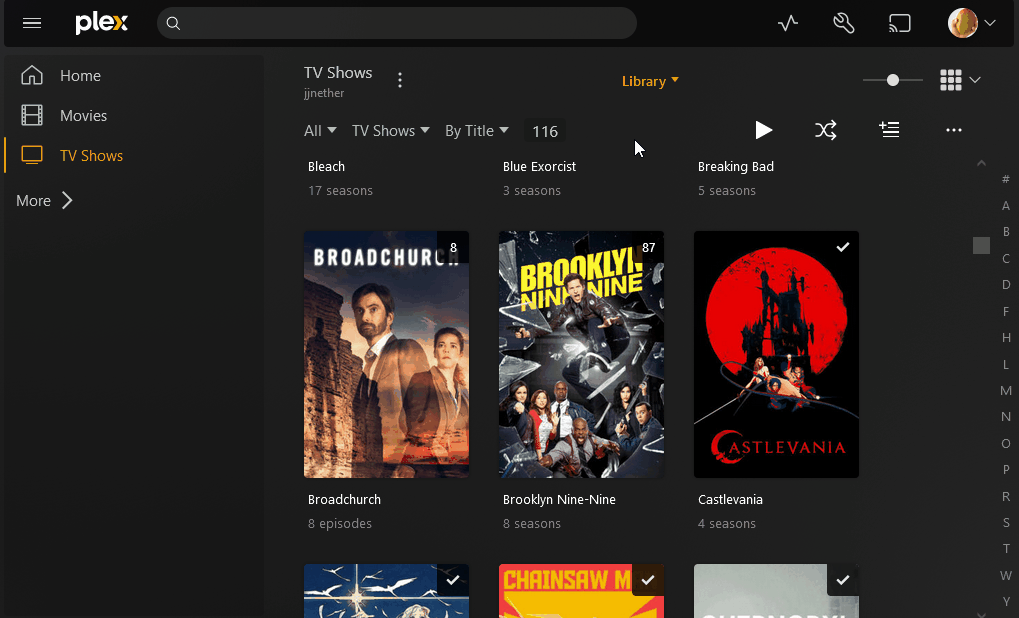 plex
Home
Movies
TV Shows
More
TV Shows
jjnether
Library
All TV Shows By Title 116
Bleach
17 seasons
Blue Exorcist
3 seasons
Breaking Bad
5 seasons
BROADCHURCH
8
Broadchurch
8 episodes
BROOKLYN
NINE-NINE
87
Brooklyn Nine-Nine
8 seasons
CASTLEVANIA
Castlevania
4 seasons
CHAINSAW M
#
A
B
C
D
F
H
L
M
N
O
P
R
S
T
W
Y